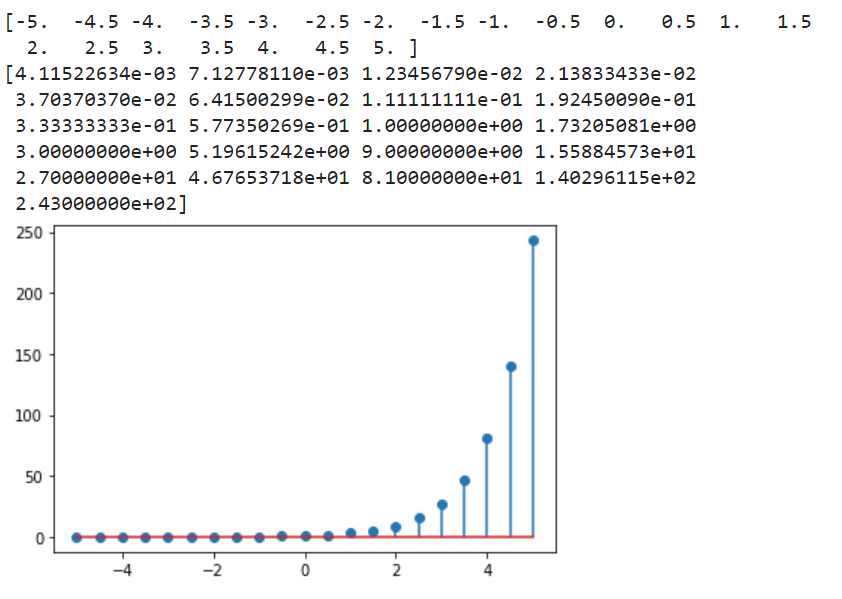 [-5.  -4.5 -4.  -3.5 -3.  -2.5 -2.  -1.5 -1.  -0.5  0.   0.5  1.   1.5
  2.   2.5  3.   3.5  4.   4.5  5. ]
[4.11522634e-03 7.12778110e-03 1.23456790e-02 2.13833433e-02
 3.70370370e-02 6.41500299e-02 1.11111111e-01 1.92450090e-01
 3.33333333e-01 5.77350269e-01 1.00000000e+00 1.73205081e+00
 3.00000000e+00 5.19615242e+00 9.00000000e+00 1.55884573e+01
 2.70000000e+01 4.67653718e+01 8.10000000e+01 1.40296115e+02
 2.43000000e+02]
250
200
150
100
50
0
−4 −2 0 2 4